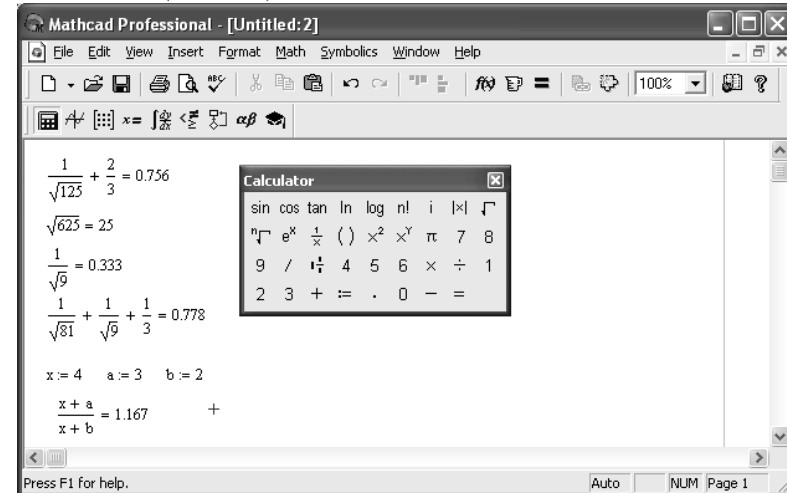 Mathcad Professional - [Untitled:2]
File Edit View Insert Format Math Symbolics Window Help
100%
x= αβ
1/√125 + 2/3 = 0.756
√625 = 25
1/√9 = 0.333
1/√81 + 1/√9 + 1/3 = 0.778
x := 4 a := 3 b := 2
x + a / x + b = 1.167
Calculator
sin cos tan ln log n! i |×| √
ⁿ√ eˣ 1/x ( ) ×² ×ʸ π 7 8
9 / 4 5 6 × ÷ 1
2 3 + := . 0 − =
Press F1 for help.
Auto NUM Page 1